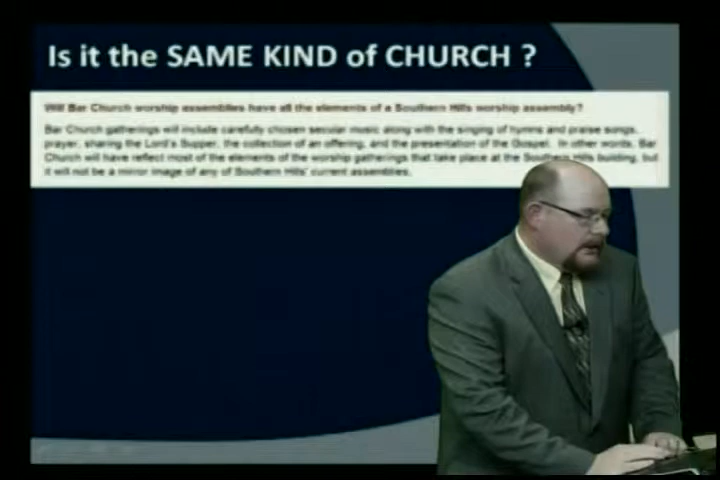 Is it the SAME KIND of CHURCH ?
Will Bar Church worship assemblies have all the elements of a Southern Hills worship assembly?
Bar Church gatherings will include carefully chosen secular music along with the singing of hymns and praise songs,
prayer, sharing the Lord's Supper, the collection of an offering, and the presentation of the Gospel. In other words, Bar
Church will have reflect most of the elements of the worship gatherings that take place at the Southern Hills building, but
it will not be a mirror image of any of Southern Hills' current assemblies.